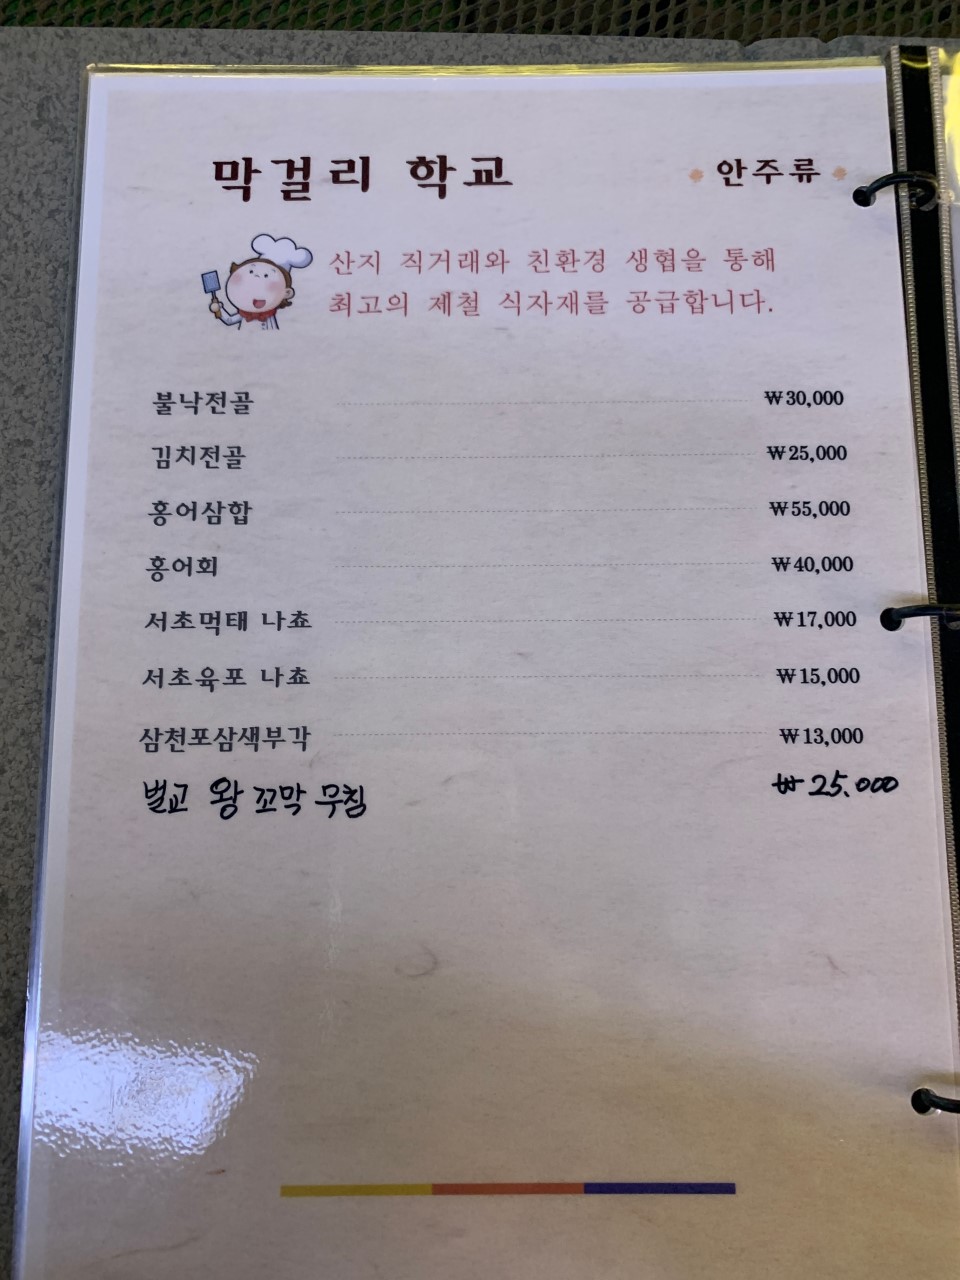 막걸리 학교
안주류
산지 직거래와 친환경 생협을 통해
최고의 제철 식자재를 공급합니다.
불낙전골 ₩30,000
김치전골 ₩25,000
홍어삼합 ₩55,000
홍어회 ₩40,000
서초먹태 나쵸 ₩17,000
서초육포 나쵸 ₩15,000
삼천포삼색부각 ₩13,000
벌교 왕 꼬막 무침 ₩25.000